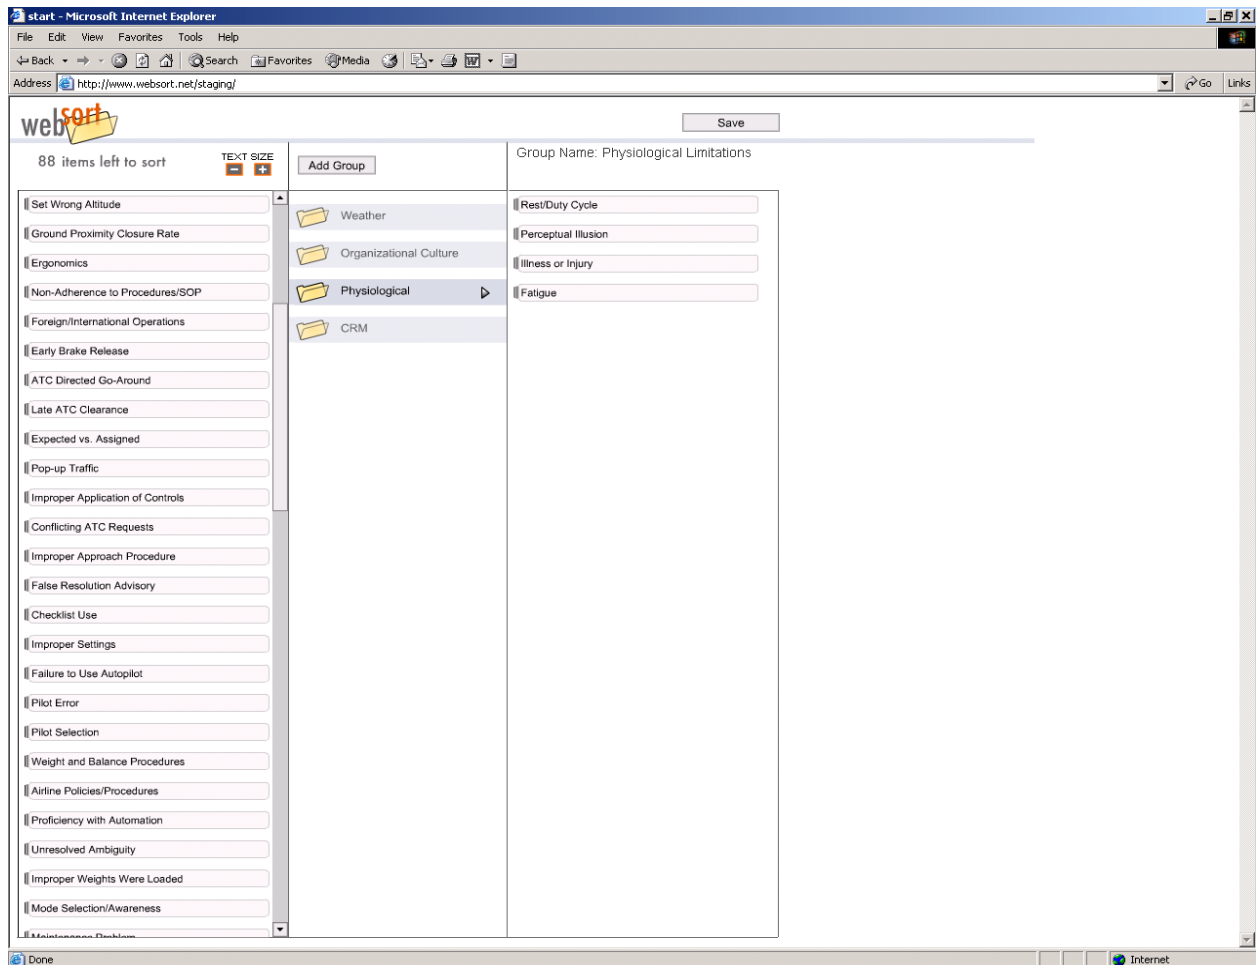 start - Microsoft Internet Explorer
File Edit View Favorites Tools Help
Back Search Favorites Media
Address http://www.websort.net/staging/ Go Links
websort
Save
88 items left to sort
TEXT SIZE
Add Group
Group Name: Physiological Limitations
Set Wrong Altitude
Ground Proximity Closure Rate
Ergonomics
Non-Adherence to Procedures/SOP
Foreign/International Operations
Early Brake Release
ATC Directed Go-Around
Late ATC Clearance
Expected vs. Assigned
Pop-up Traffic
Improper Application of Controls
Conflicting ATC Requests
Improper Approach Procedure
False Resolution Advisory
Checklist Use
Improper Settings
Failure to Use Autopilot
Pilot Error
Pilot Selection
Weight and Balance Procedures
Airline Policies/Procedures
Proficiency with Automation
Unresolved Ambiguity
Improper Weights Were Loaded
Mode Selection/Awareness
Maintenance Problem
Weather
Organizational Culture
Physiological
CRM
Rest/Duty Cycle
Perceptual Illusion
Illness or Injury
Fatigue
Done
Internet